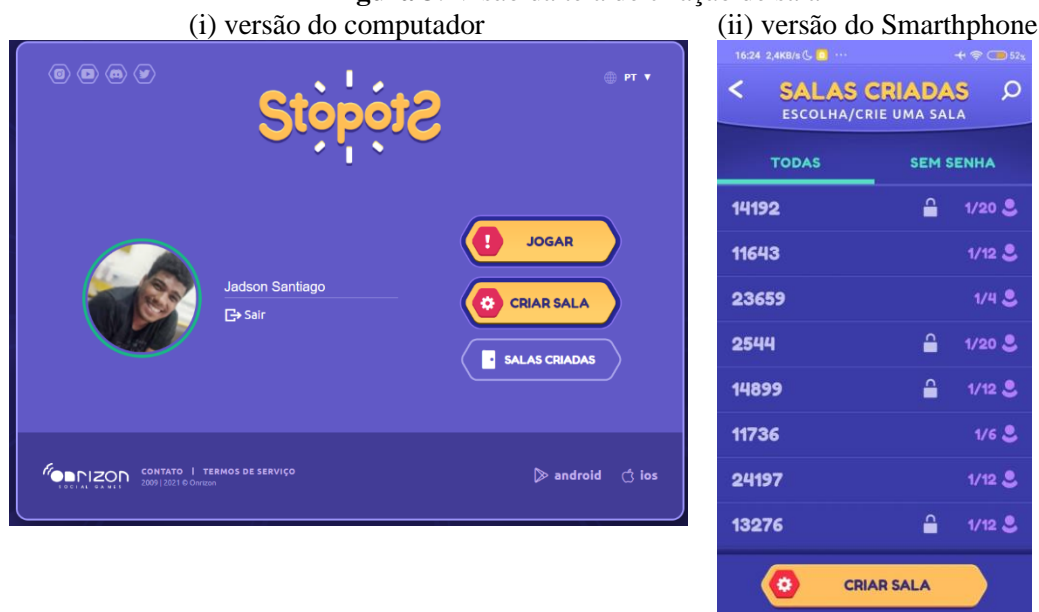 (i) versão do computador
(ii) versão do Smarthphone
PT
StopotS
JOGAR
Jadson Santiago
Sair
CRIAR SALA
SALAS CRIADAS
Onrizon
SOCIAL GAMES
CONTATO | TERMOS DE SERVIÇO
2009 | 2021 © Onrizon
android
ios
16:24 2,4KB/s
52%
SALAS CRIADAS
ESCOLHA/CRIE UMA SALA
TODAS
SEM SENHA
14192 1/20
11643 1/12
23659 1/4
2544 1/20
14899 1/12
11736 1/6
24197 1/12
13276 1/12
CRIAR SALA